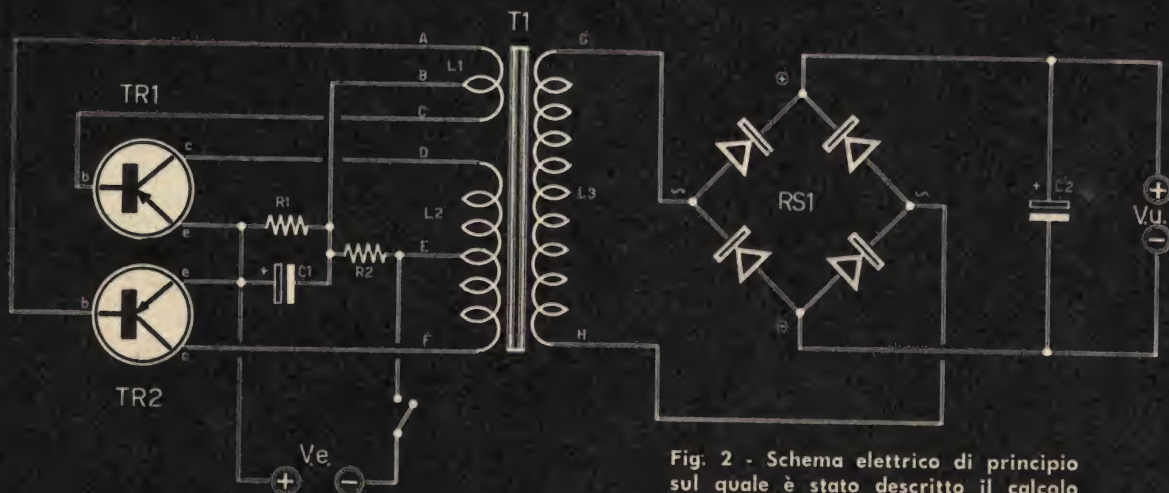 T1
A
G
L1
B
TR1
C
c
D
b
R1
L2
L3
RS1
+
C2
+
V.u.
−
e
E
R2
e
+
C1
b
F
H
c
TR2
V.e.
+
−
Fig. 2 - Schema elettrico di principio
sul quale è stato descritto il calcolo